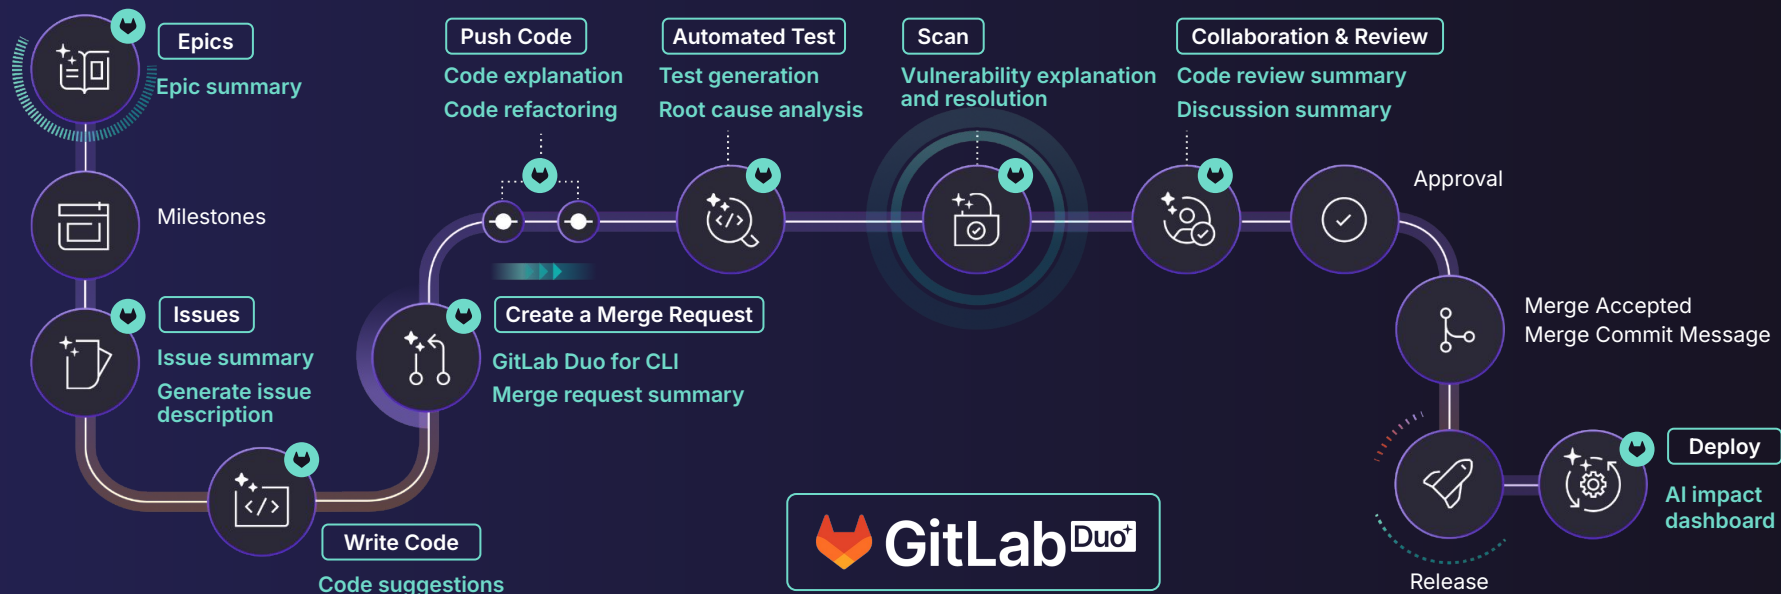 Epics
Epic summary
Milestones
Issues
Issue summary
Generate issue
description
Write Code
Code suggestions
Create a Merge Request
GitLab Duo for CLI
Merge request summary
Push Code
Code explanation
Code refactoring
Automated Test
Test generation
Root cause analysis
Scan
Vulnerability explanation
and resolution
Collaboration & Review
Code review summary
Discussion summary
Approval
Merge Accepted
Merge Commit Message
Release
Deploy
AI impact
dashboard
GitLab Duo